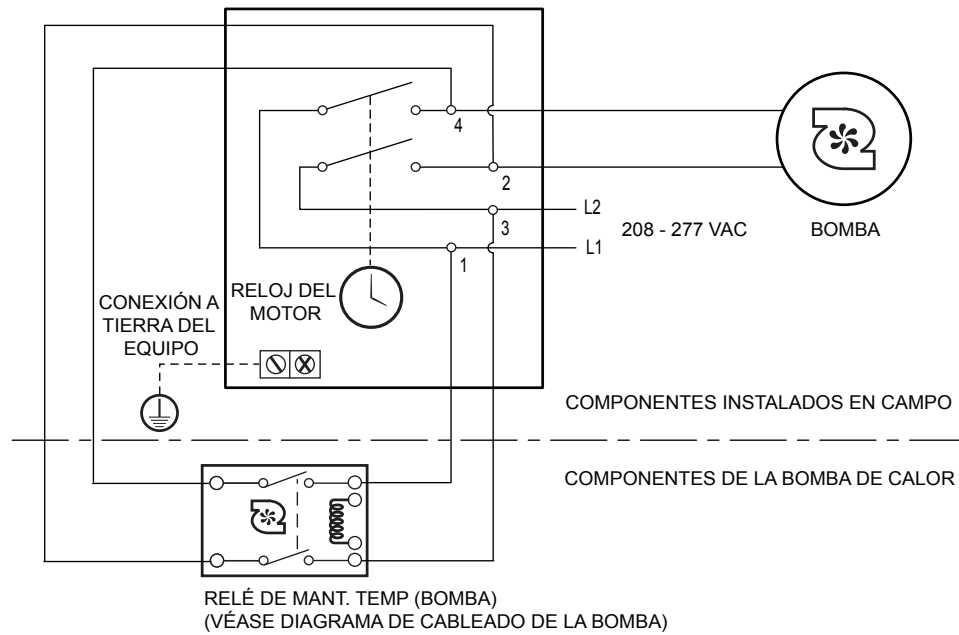 4
2
L2
3
208 - 277 VAC
BOMBA
L1
1
CONEXIÓN A
TIERRA DEL
EQUIPO
RELOJ DEL
MOTOR
COMPONENTES INSTALADOS EN CAMPO
COMPONENTES DE LA BOMBA DE CALOR
RELÉ DE MANT. TEMP (BOMBA)
(VÉASE DIAGRAMA DE CABLEADO DE LA BOMBA)